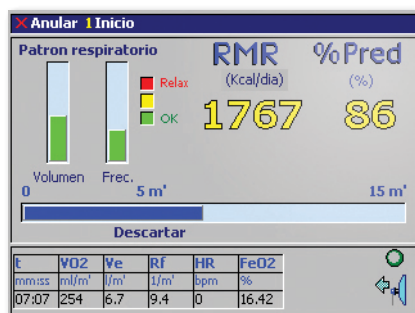 Anular 1 Inicio
Patron respiratorio
RMR %Pred
(Kcal/dia) (%)
Relax
1767 86
OK
Volumen Frec.
0 5 m' 15 m'
Descartar
t VO2 Ve Rf HR FeO2
mm:ss ml/m' l/m' 1/m' bpm %
07:07 254 6.7 9.4 0 16.42